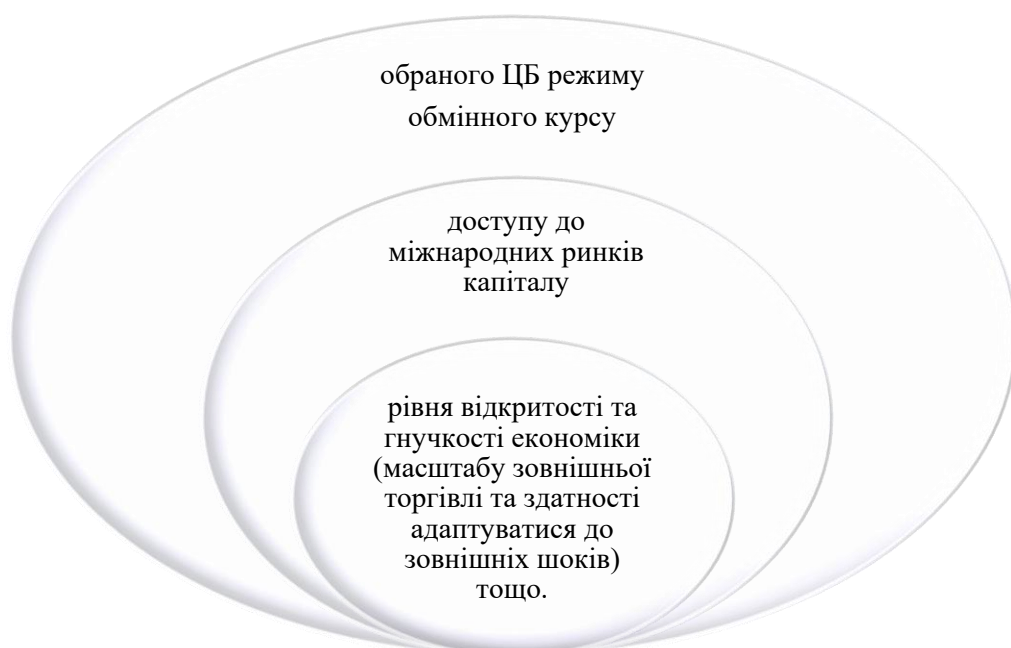 обраного ЦБ режиму
обмінного курсу
доступу до
міжнародних ринків
капіталу
рівня відкритості та
гнучкості економіки
(масштабу зовнішньої
торгівлі та здатності
адаптуватися до
зовнішніх шоків)
тощо.